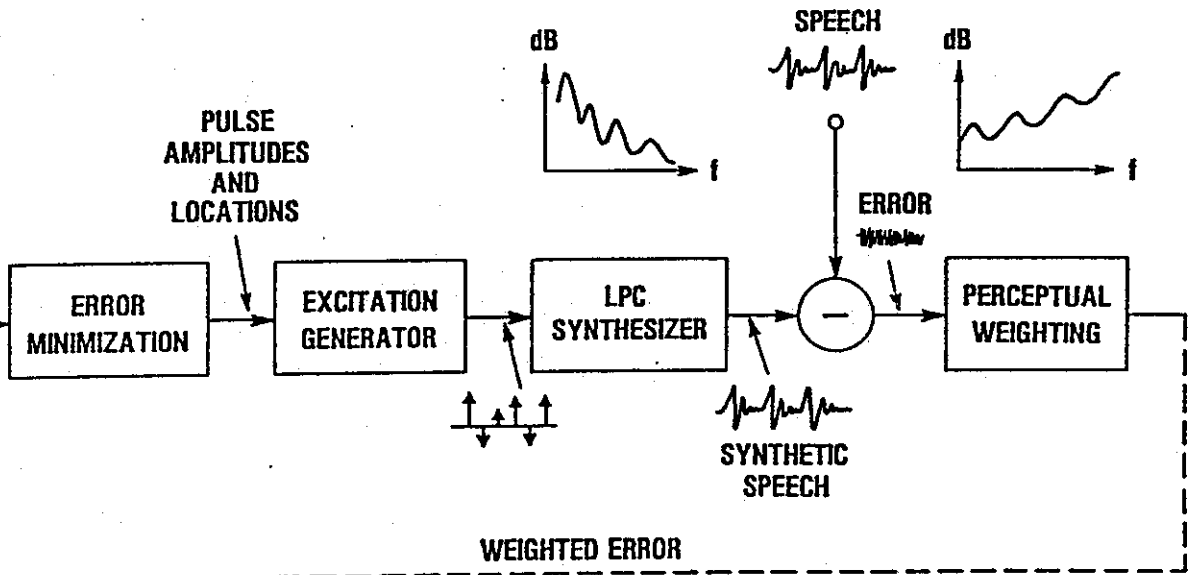 SPEECH
dB
dB
f
f
PULSE
AMPLITUDES
AND
LOCATIONS
ERROR
ERROR
MINIMIZATION
EXCITATION
GENERATOR
LPC
SYNTHESIZER
−
PERCEPTUAL
WEIGHTING
SYNTHETIC
SPEECH
WEIGHTED ERROR